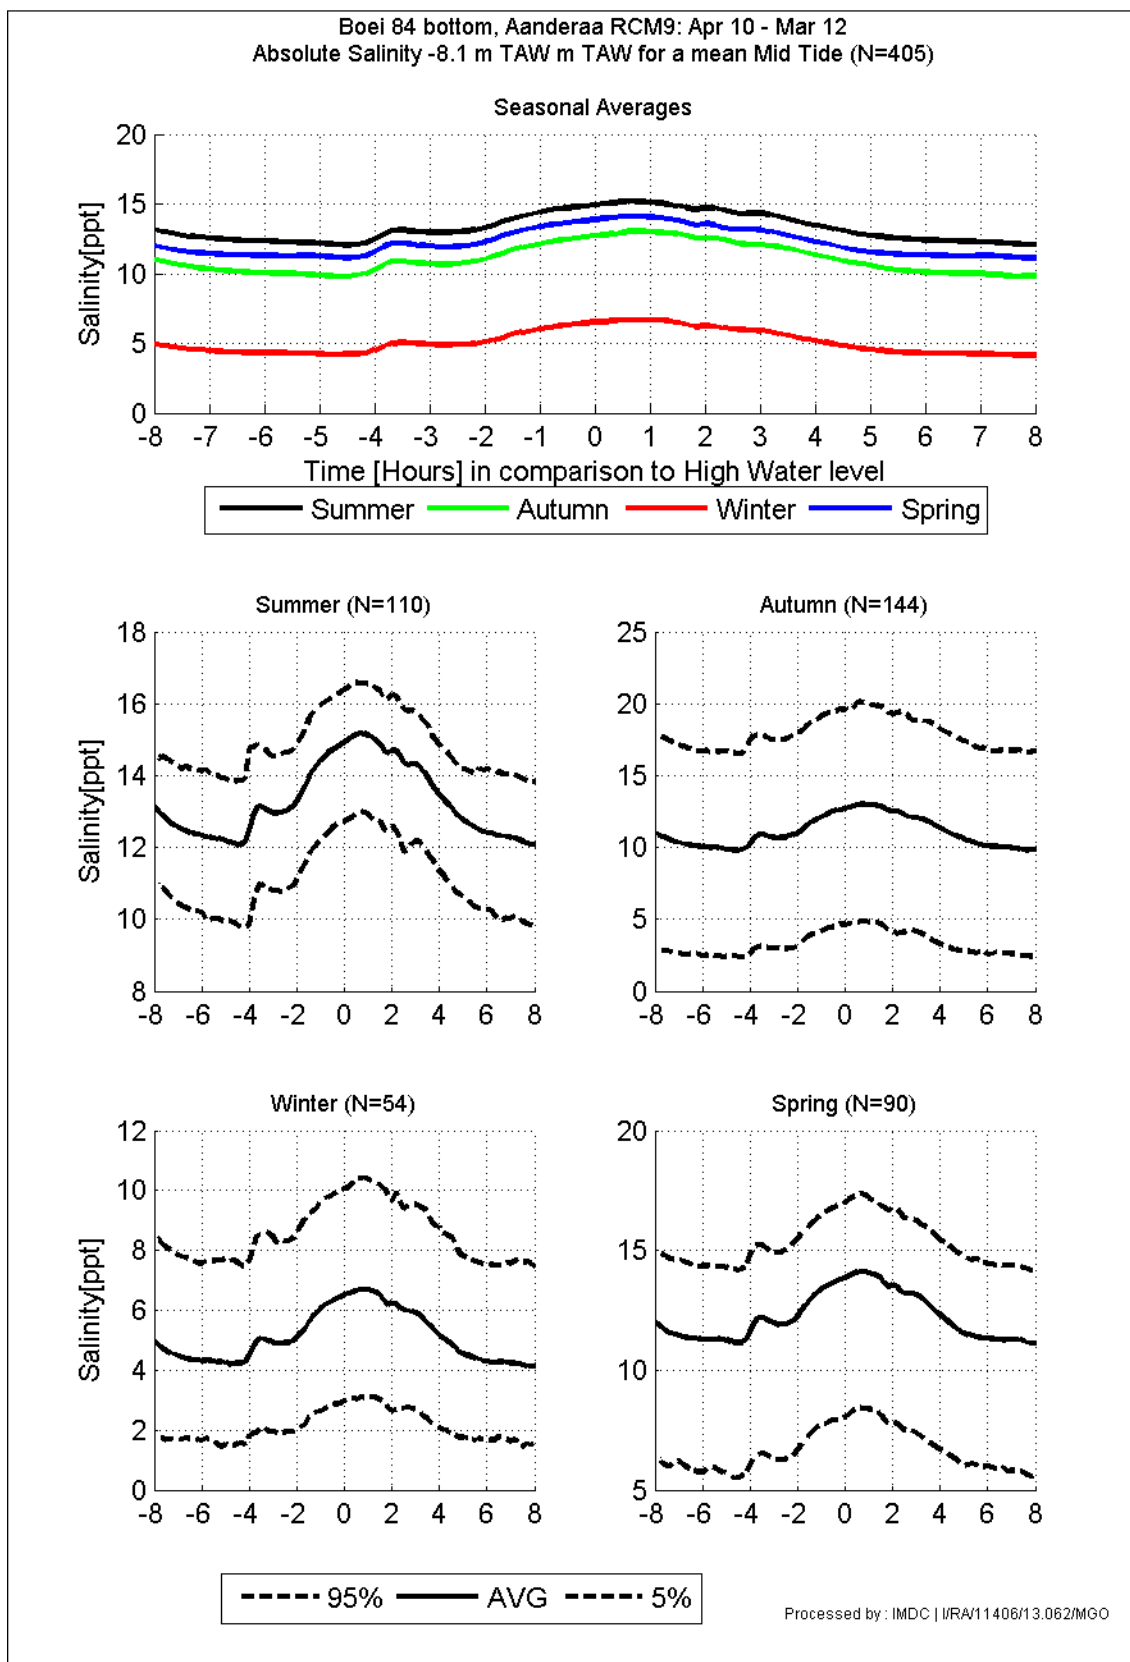 Boei 84 bottom, Aanderaa RCM9: Apr 10 - Mar 12
Absolute Salinity -8.1 m TAW m TAW for a mean Mid Tide (N=405)
Seasonal Averages
Salinity[ppt]
20
15
10
5
0
-8 -7 -6 -5 -4 -3 -2 -1 0 1 2 3 4 5 6 7 8
Time [Hours] in comparison to High Water level
Summer Autumn Winter Spring
Summer (N=110)
Salinity[ppt]
18
16
14
12
10
8
-8 -6 -4 -2 0 2 4 6 8
Autumn (N=144)
25
20
15
10
5
0
-8 -6 -4 -2 0 2 4 6 8
Winter (N=54)
Salinity[ppt]
12
10
8
6
4
2
0
-8 -6 -4 -2 0 2 4 6 8
Spring (N=90)
20
15
10
5
-8 -6 -4 -2 0 2 4 6 8
95% AVG 5%
Processed by : IMDC | I/RA/11406/13.062/MGO